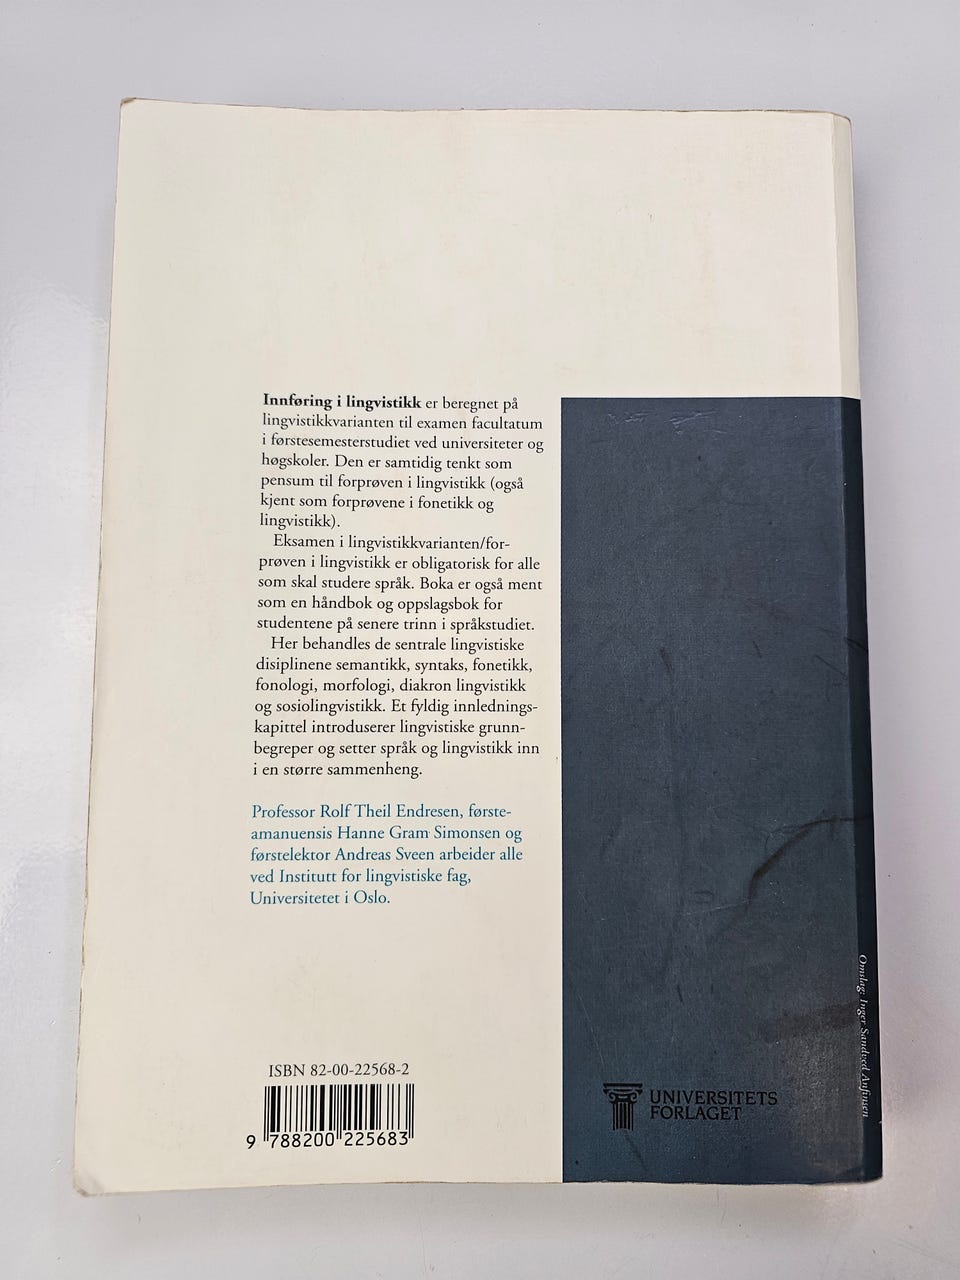 Innføring i lingvistikk er beregnet på
lingvistikkvarianten til examen facultatum
i førstesemesterstudiet ved universiteter og
høgskoler. Den er samtidig tenkt som
pensum til forprøven i lingvistikk (også
kjent som forprøvene i fonetikk og
lingvistikk).
Eksamen i lingvistikkvarianten/for-
prøven i lingvistikk er obligatorisk for alle
som skal studere språk. Boka er også ment
som en håndbok og oppslagsbok for
studentene på senere trinn i språkstudiet.
Her behandles de sentrale lingvistiske
disiplinene semantikk, syntaks, fonetikk,
fonologi, morfologi, diakron lingvistikk
og sosiolingvistikk. Et fyldig innlednings-
kapittel introduserer lingvistiske grunn-
begreper og setter språk og lingvistikk inn
i en større sammenheng.
Professor Rolf Theil Endresen, første-
amanuensis Hanne Gram Simonsen og
førstelektor Andreas Sveen arbeider alle
ved Institutt for lingvistiske fag,
Universitetet i Oslo.
ISBN 82-00-22568-2
9 788200 225683
UNIVERSITETS
FORLAGET
Omslag: Inger Sandved Anfinsen